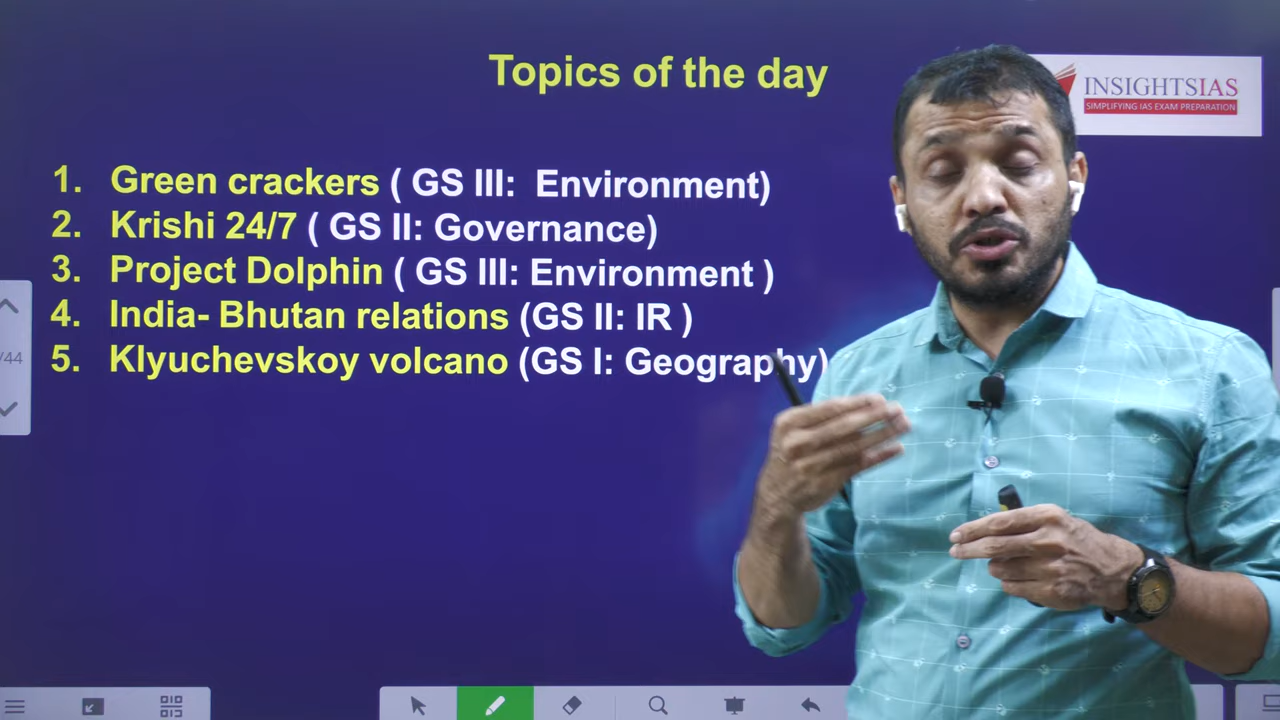 Topics of the day
INSIGHTSIAS
SIMPLIFYING IAS EXAM PREPARATION
1. Green crackers ( GS III: Environment)
2. Krishi 24/7 ( GS II: Governance)
3. Project Dolphin ( GS III: Environment )
4. India- Bhutan relations (GS II: IR )
5. Klyuchevskoy volcano (GS I: Geography)
/44